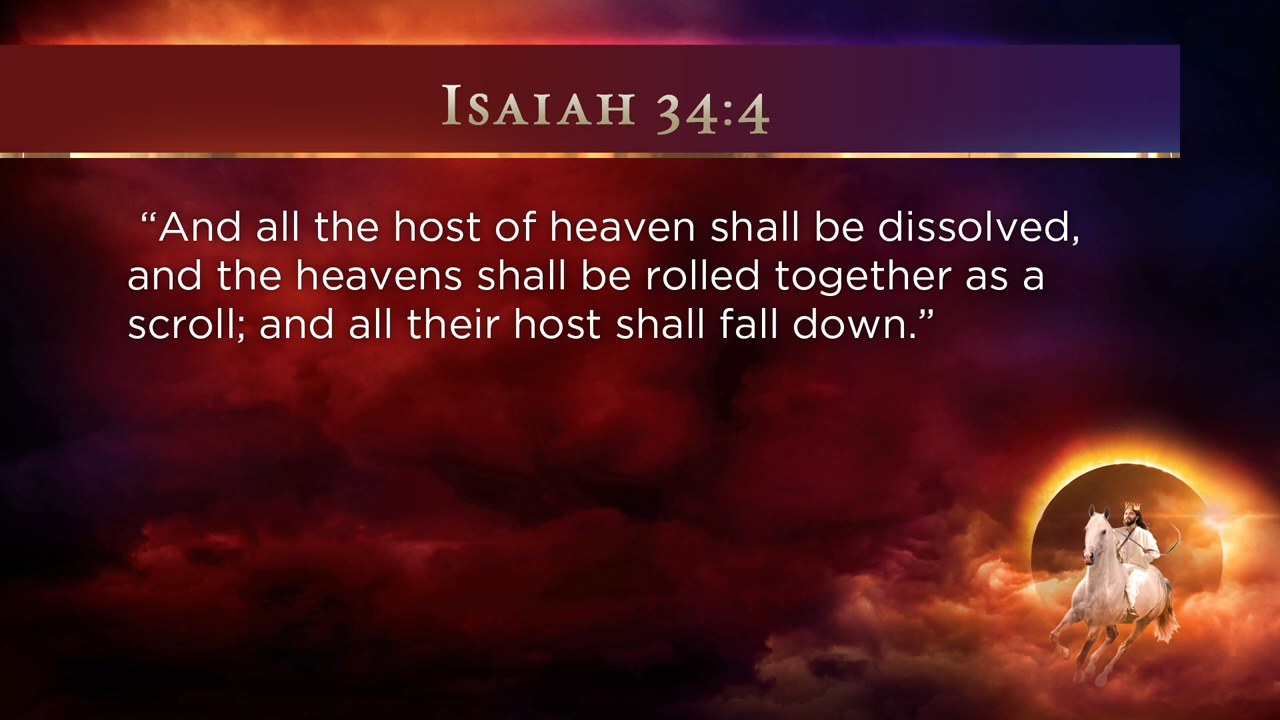 Isaiah 34:4
“And all the host of heaven shall be dissolved,
and the heavens shall be rolled together as a
scroll; and all their host shall fall down.”